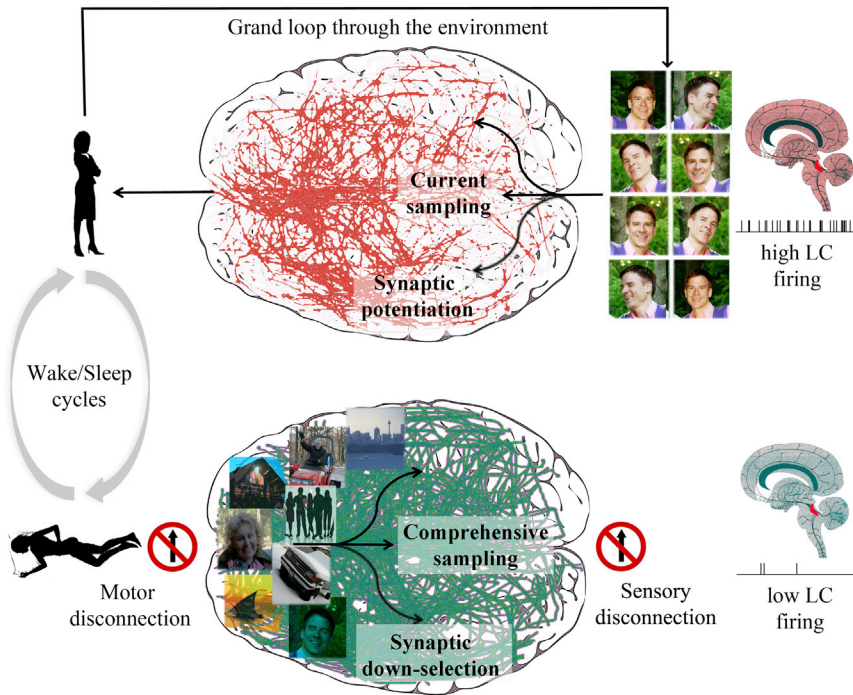 Grand loop through the environment
Current
sampling
Synaptic
potentiation
high LC
firing
Wake/Sleep
cycles
Comprehensive
sampling
Motor
disconnection
Sensory
disconnection
low LC
firing
Synaptic
down-selection